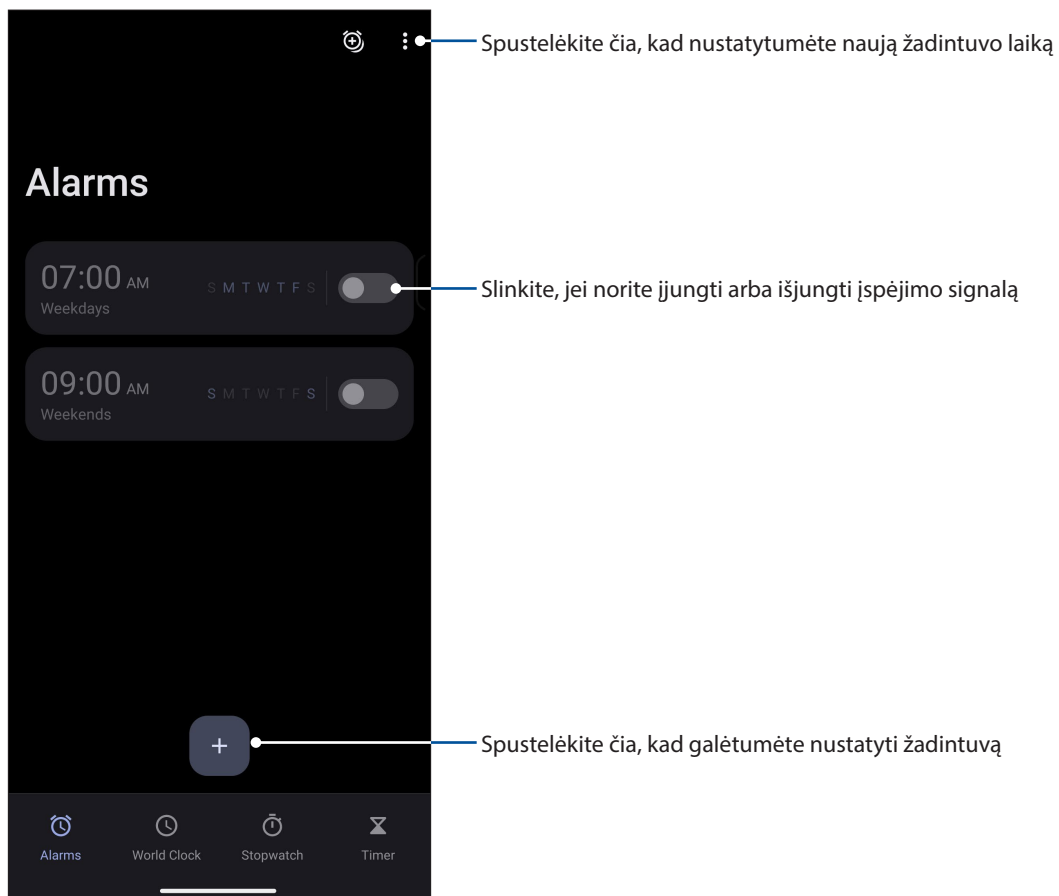 Spustelėkite čia, kad nustatytumėte naują žadintuvo laiką
Alarms
07:00 AM
S M T W T F S
Weekdays
Slinkite, jei norite įjungti arba išjungti įspėjimo signalą
09:00 AM
S M T W T F S
Weekends
+
Spustelėkite čia, kad galėtumėte nustatyti žadintuvą
Alarms World Clock Stopwatch Timer